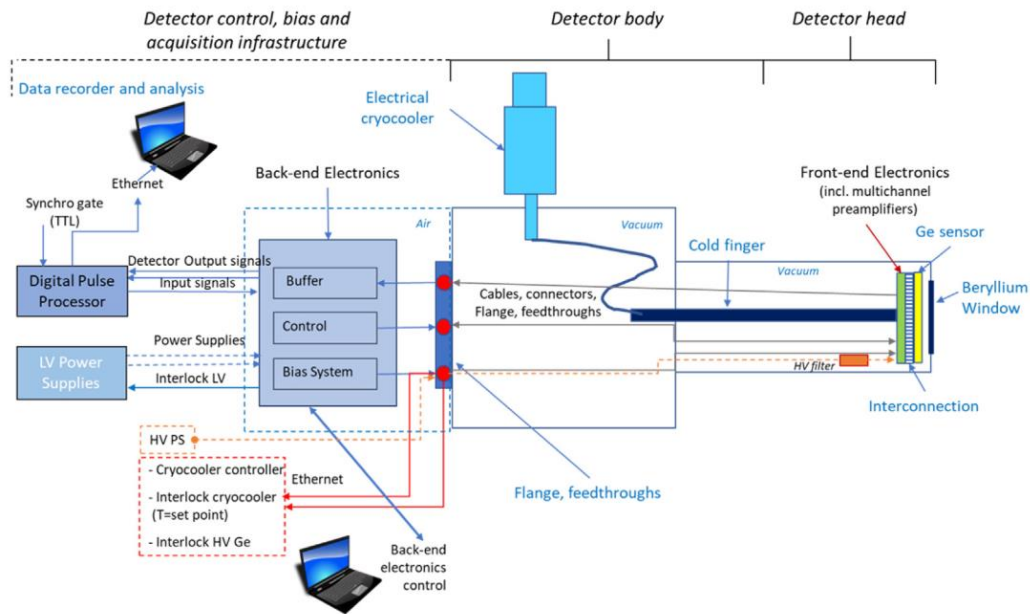 Detector control, bias and
acquisition infrastructure
Detector body
Detector head
Data recorder and analysis
Electrical
cryocooler
Ethernet
Back-end Electronics
Front-end Electronics
(incl. multichannel
preamplifiers)
Synchro gate
(TTL)
Air
Vacuum
Ge sensor
Cold finger
Vacuum
Detector Output signals
Digital Pulse
Processor
Input signals
Buffer
Cables, connectors,
Flange, feedthroughs
Beryllium
Window
Control
Power Supplies
LV Power
Supplies
Bias System
Interlock LV
HV filter
Interconnection
HV PS
- Cryocooler controller
Ethernet
- Interlock cryocooler
(T=set point)
- Interlock HV Ge
Flange, feedthroughs
Back-end
electronics
control